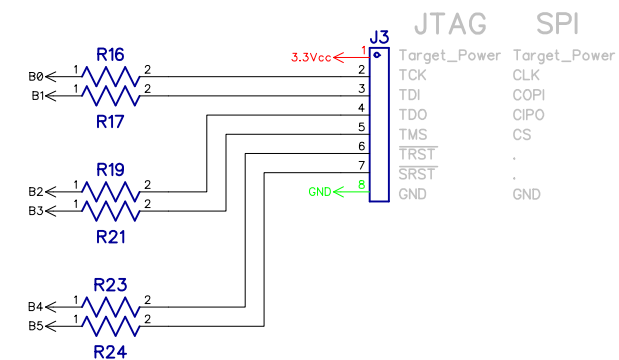 JTAG SPI
J3
R16
3.3Vcc 1 Target_Power Target_Power
B0 1 2 2 TCK CLK
B1 1 2 3 TDI COPI
R17
4 TDO CIPO
5 TMS CS
6 TRST .
R19
7 SRST .
B2 1 2 GND 8 GND GND
B3 1 2
R21
R23
B4 1 2
B5 1 2
R24